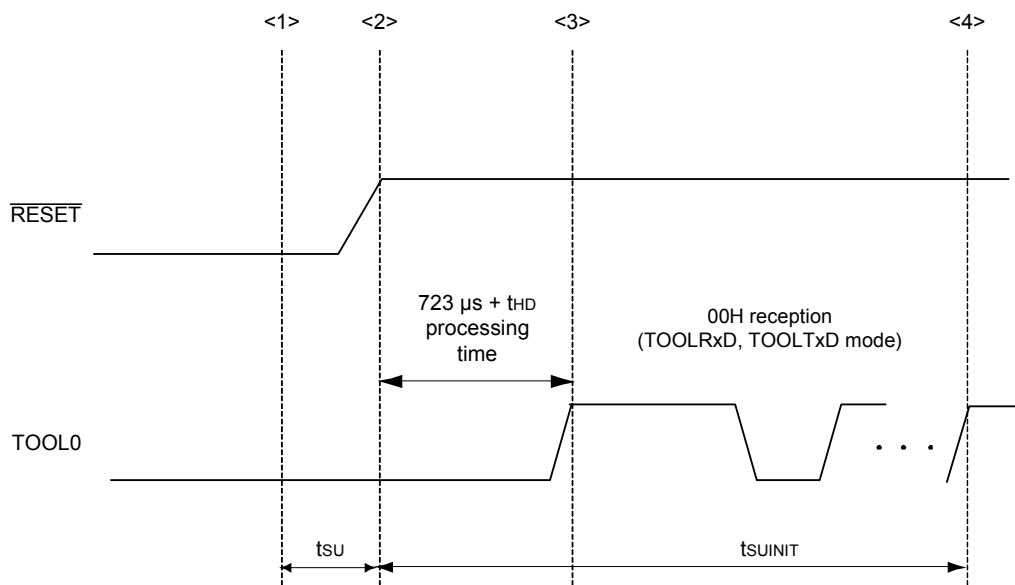 <1> <2> <3> <4>
RESET
723 µs + tHD
processing
time
00H reception
(TOOLRxD, TOOLTxD mode)
TOOL0
. . .
tSU
tSUINIT